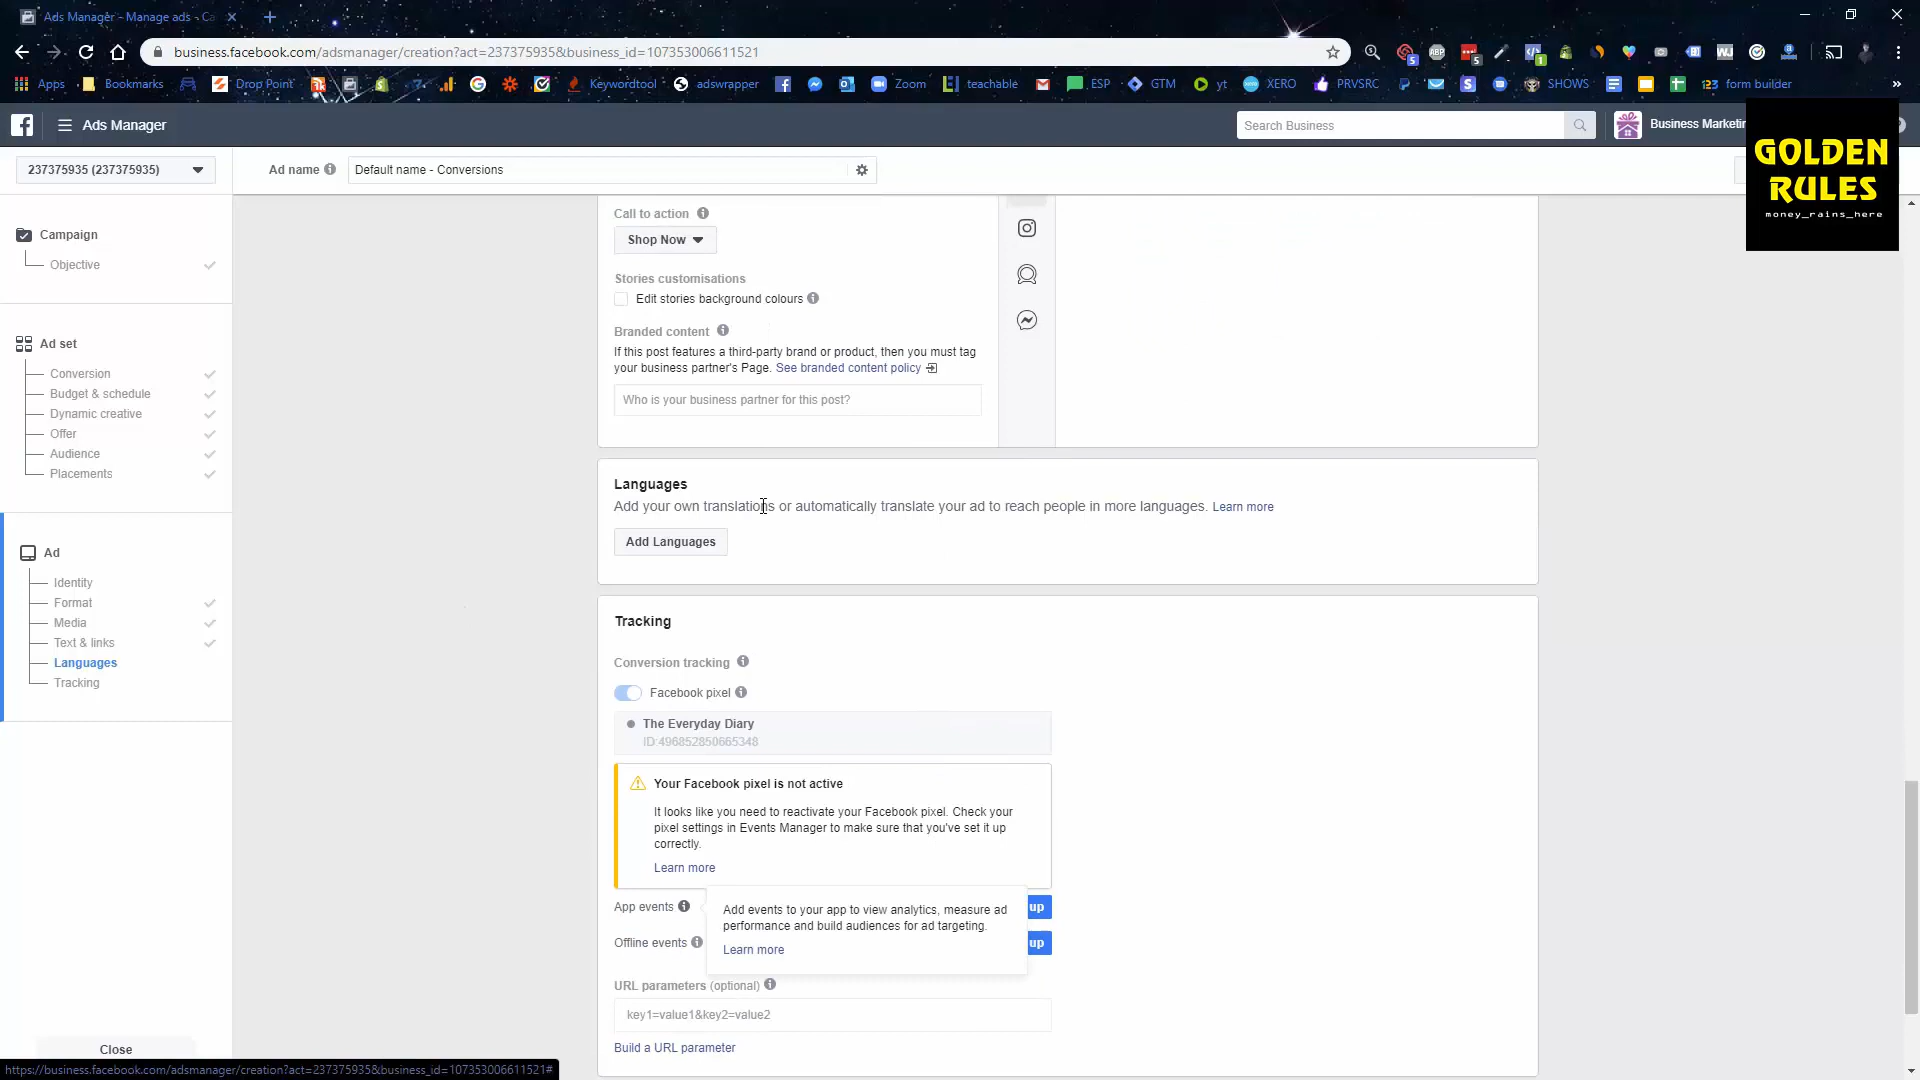 Ads Manager - Manage ads - Ca
business.facebook.com/adsmanager/creation?act=237375935&business_id=107353006611521
Apps
Bookmarks
Drop Point
Keywordtool
adswrapper
Zoom
teachable
ESP
GTM
yt
XERO
PRVSRC
SHOWS
123 form builder
Ads Manager
Search Business
Business Marketin
GOLDEN
RULES
money_rains_here
237375935 (237375935)
Ad name
Default name - Conversions
Campaign
Objective
Ad set
Conversion
Budget & schedule
Dynamic creative
Offer
Audience
Placements
Ad
Identity
Format
Media
Text & links
Languages
Tracking
Close
Call to action
Shop Now
Stories customisations
Edit stories background colours
Branded content
If this post features a third-party brand or product, then you must tag
your business partner's Page. See branded content policy
Who is your business partner for this post?
Languages
Add your own translations or automatically translate your ad to reach people in more languages. Learn more
Add Languages
Tracking
Conversion tracking
Facebook pixel
The Everyday Diary
ID:496852850665348
Your Facebook pixel is not active
It looks like you need to reactivate your Facebook pixel. Check your
pixel settings in Events Manager to make sure that you've set it up
correctly.
Learn more
App events
up
Add events to your app to view analytics, measure ad
performance and build audiences for ad targeting.
Learn more
Offline events
up
URL parameters (optional)
key1=value1&key2=value2
Build a URL parameter
https://business.facebook.com/adsmanager/creation?act=237375935&business_id=107353006611521#